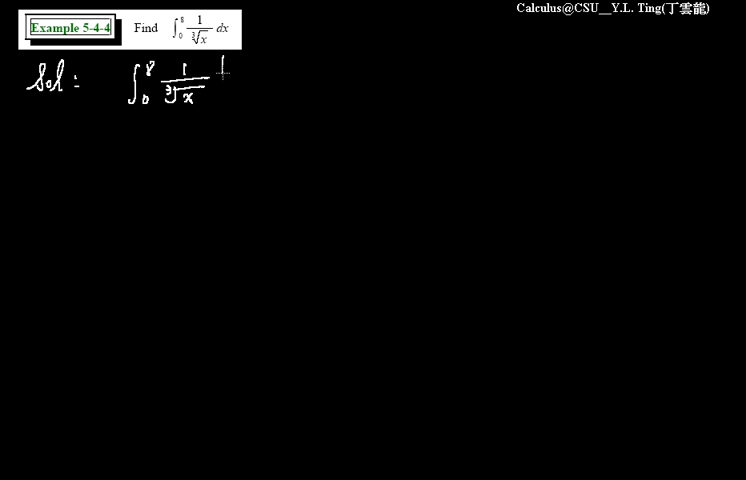 Calculus@CSU__Y.L. Ting(丁雲龍)
Example 5-4-4 Find ∫₀⁸ 1/∛x dx
Sol: ∫₀⁸ 1/∛x